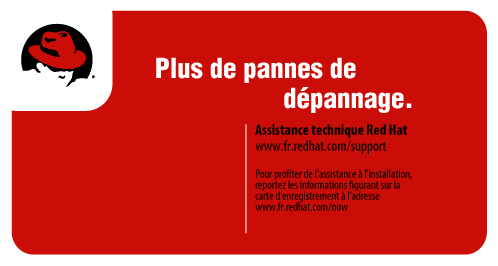 Plus de pannes de
dépannage.
Assistance technique Red Hat
www.fr.redhat.com/support
Pour profiter de l'assistance à l'installation,
reportez les informations figurant sur la
carte d'enregistrement à l'adresse
www.fr.redhat.com/now